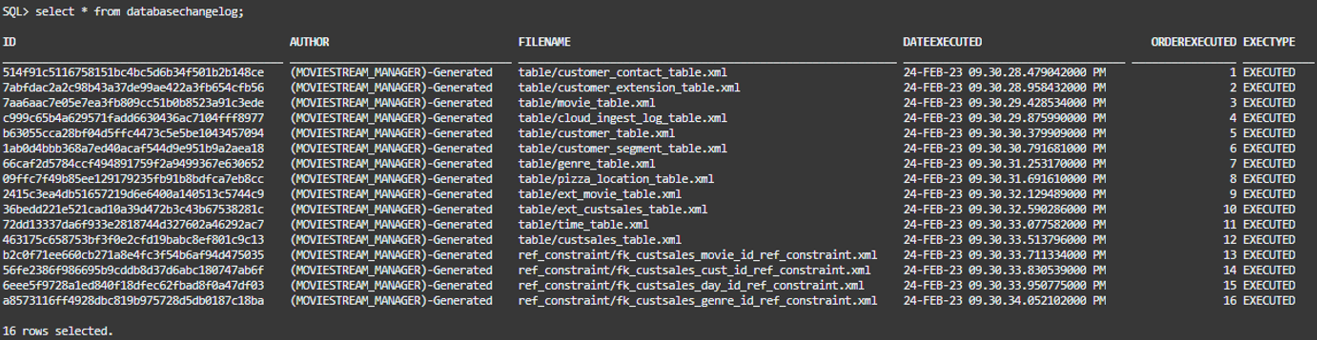 SQL> select * from databasechangelog;
ID AUTHOR FILENAME DATEEXECUTED ORDEREXECUTED EXECTYPE
514f91c5116758151bc4bc5d6b34f501b2b148ce (MOVIESTREAM_MANAGER)-Generated table/customer_contact_table.xml 24-FEB-23 09.30.28.479042000 PM 1 EXECUTED
7abfdac2a2c98b43a37de99ae422a3fb654cfb56 (MOVIESTREAM_MANAGER)-Generated table/customer_extension_table.xml 24-FEB-23 09.30.28.958432000 PM 2 EXECUTED
7aa6aac7e05e7ea3fb809cc51b0b8523a91c3ede (MOVIESTREAM_MANAGER)-Generated table/movie_table.xml 24-FEB-23 09.30.29.428534000 PM 3 EXECUTED
c999c65b4a629571fadd6630436ac7104fff8977 (MOVIESTREAM_MANAGER)-Generated table/cloud_ingest_log_table.xml 24-FEB-23 09.30.29.875990000 PM 4 EXECUTED
b63055cca28bf04d5ffc4473c5e5be1043457094 (MOVIESTREAM_MANAGER)-Generated table/customer_table.xml 24-FEB-23 09.30.30.379909000 PM 5 EXECUTED
1ab0d4bbb368a7ed40acaf544d9e951b9a2aea18 (MOVIESTREAM_MANAGER)-Generated table/customer_segment_table.xml 24-FEB-23 09.30.30.791681000 PM 6 EXECUTED
66caf2d5784ccf494891759f2a9499367e630652 (MOVIESTREAM_MANAGER)-Generated table/genre_table.xml 24-FEB-23 09.30.31.253170000 PM 7 EXECUTED
09ffc7f49b85ee129179235fb91b8bdfca7eb8cc (MOVIESTREAM_MANAGER)-Generated table/pizza_location_table.xml 24-FEB-23 09.30.31.691610000 PM 8 EXECUTED
2415c3ea4db51657219d6e6400a140513c5744c9 (MOVIESTREAM_MANAGER)-Generated table/ext_movie_table.xml 24-FEB-23 09.30.32.129489000 PM 9 EXECUTED
36bedd221e521cad10a39d472b3c43b67538281c (MOVIESTREAM_MANAGER)-Generated table/ext_custsales_table.xml 24-FEB-23 09.30.32.590286000 PM 10 EXECUTED
72dd13337da6f933e2818744d327602a46292ac7 (MOVIESTREAM_MANAGER)-Generated table/time_table.xml 24-FEB-23 09.30.33.077582000 PM 11 EXECUTED
463175c658753bf3f0e2cfd19babc8ef801c9c13 (MOVIESTREAM_MANAGER)-Generated table/custsales_table.xml 24-FEB-23 09.30.33.513796000 PM 12 EXECUTED
b2c0f71ee660cb271a8e4fc3f54b6af94d475035 (MOVIESTREAM_MANAGER)-Generated ref_constraint/fk_custsales_movie_id_ref_constraint.xml 24-FEB-23 09.30.33.711334000 PM 13 EXECUTED
56fe2386f986695b9cddb8d37d6abc180747ab6f (MOVIESTREAM_MANAGER)-Generated ref_constraint/fk_custsales_cust_id_ref_constraint.xml 24-FEB-23 09.30.33.830539000 PM 14 EXECUTED
6eee5f9728a1ed840f18dfec62fbad8f0a47df03 (MOVIESTREAM_MANAGER)-Generated ref_constraint/fk_custsales_day_id_ref_constraint.xml 24-FEB-23 09.30.33.950775000 PM 15 EXECUTED
a8573116ff4928dbc819b975728d5db0187c18ba (MOVIESTREAM_MANAGER)-Generated ref_constraint/fk_custsales_genre_id_ref_constraint.xml 24-FEB-23 09.30.34.052102000 PM 16 EXECUTED
16 rows selected.